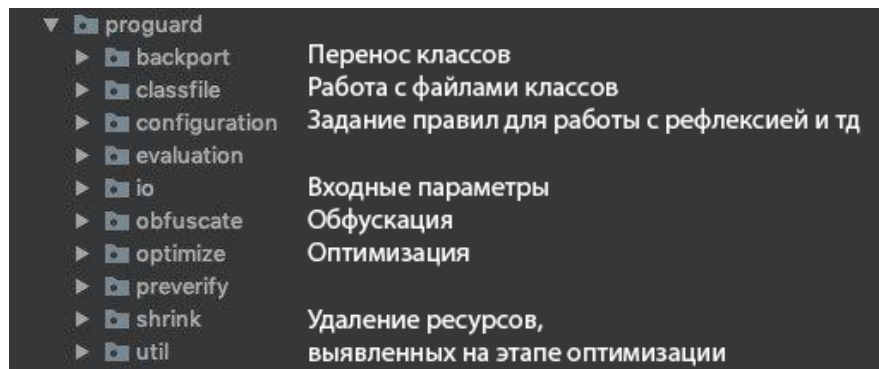 proguard
backport Перенос классов
classfile Работа с файлами классов
configuration Задание правил для работы с рефлексией и тд
evaluation
io Входные параметры
obfuscate Обфускация
optimize Оптимизация
preverify
shrink Удаление ресурсов,
util выявленных на этапе оптимизации